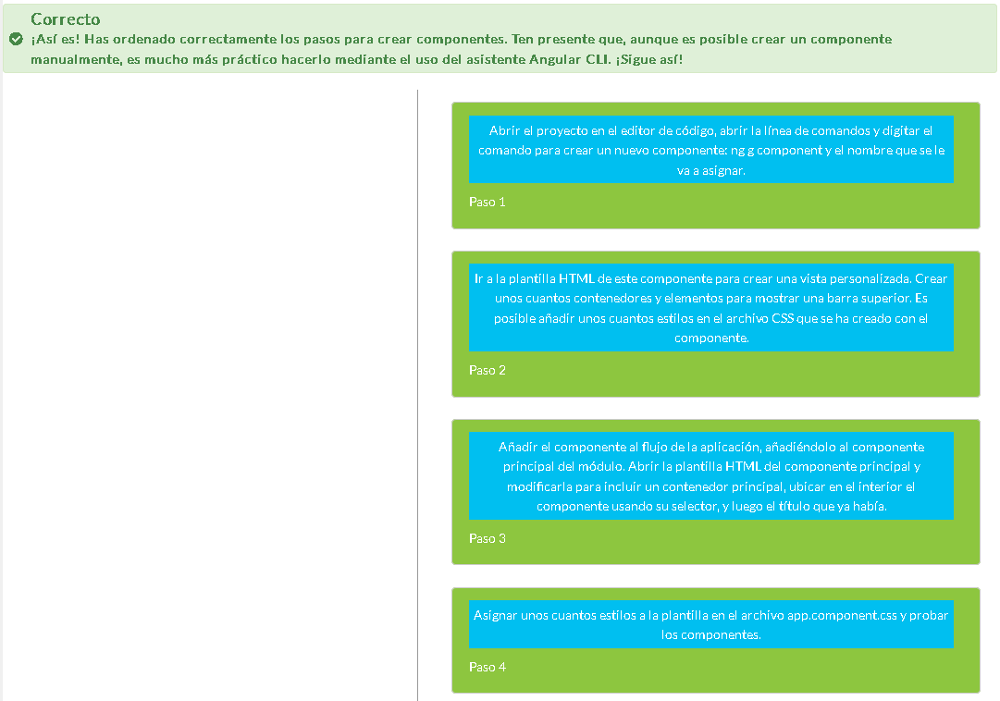 Correcto
¡Así es! Has ordenado correctamente los pasos para crear componentes. Ten presente que, aunque es posible crear un componente
manualmente, es mucho más práctico hacerlo mediante el uso del asistente Angular CLI. ¡Sigue así!
Abrir el proyecto en el editor de código, abrir la línea de comandos y digitar el
comando para crear un nuevo componente: ng g component y el nombre que se le
va a asignar.
Paso 1
Ir a la plantilla HTML de este componente para crear una vista personalizada. Crear
unos cuantos contenedores y elementos para mostrar una barra superior. Es
posible añadir unos cuantos estilos en el archivo CSS que se ha creado con el
componente.
Paso 2
Añadir el componente al flujo de la aplicación, añadiéndolo al componente
principal del módulo. Abrir la plantilla HTML del componente principal y
modificarla para incluir un contenedor principal, ubicar en el interior el
componente usando su selector, y luego el título que ya había.
Paso 3
Asignar unos cuantos estilos a la plantilla en el archivo app.component.css y probar
los componentes.
Paso 4